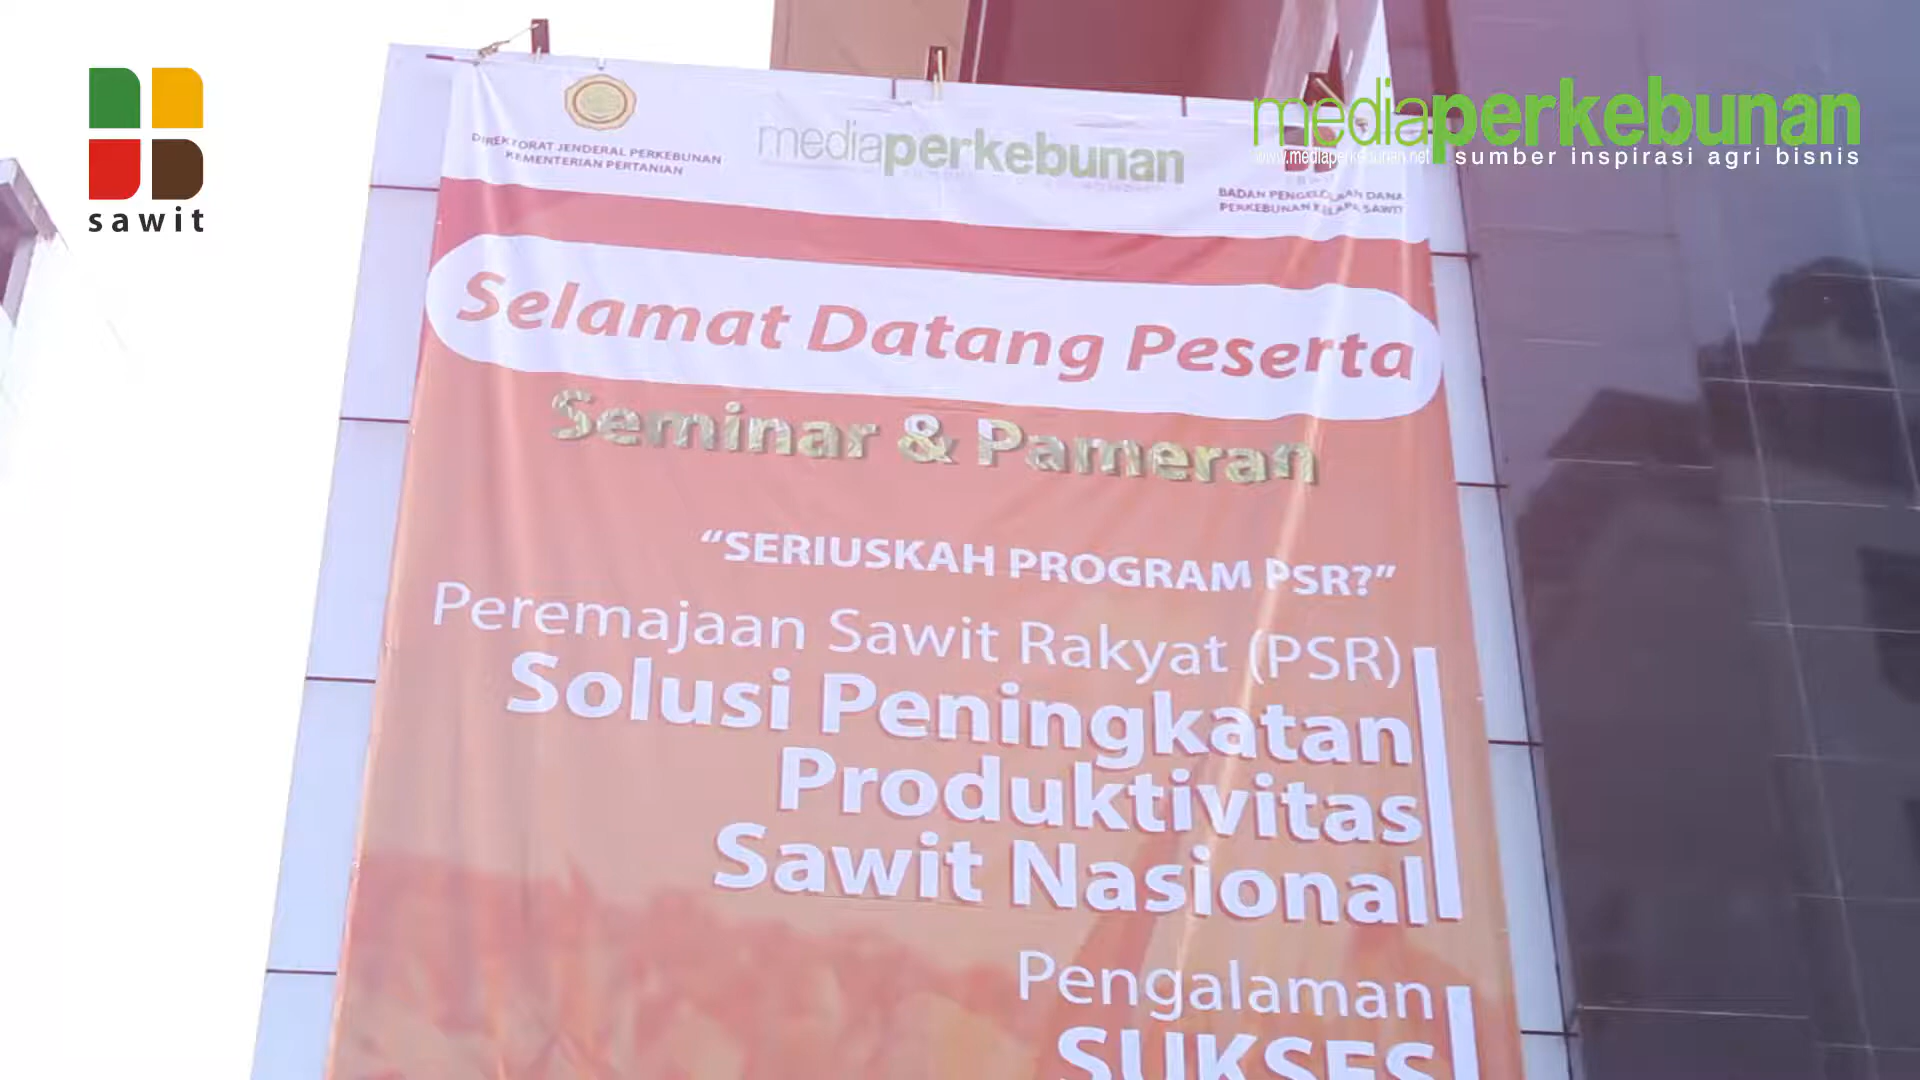 sawit
mediaperkebunan
www.mediaperkebunan.net sumber inspirasi agri bisnis
DIREKTORAT JENDERAL PERKEBUNAN
KEMENTERIAN PERTANIAN
mediaperkebunan
BADAN PENGELOLAAN DANA
PERKEBUNAN KELAPA SAWIT
Selamat Datang Peserta
Seminar & Pameran
“SERIUSKAH PROGRAM PSR?”
Peremajaan Sawit Rakyat (PSR)
Solusi Peningkatan
Produktivitas
Sawit Nasional
Pengalaman
SUKSES